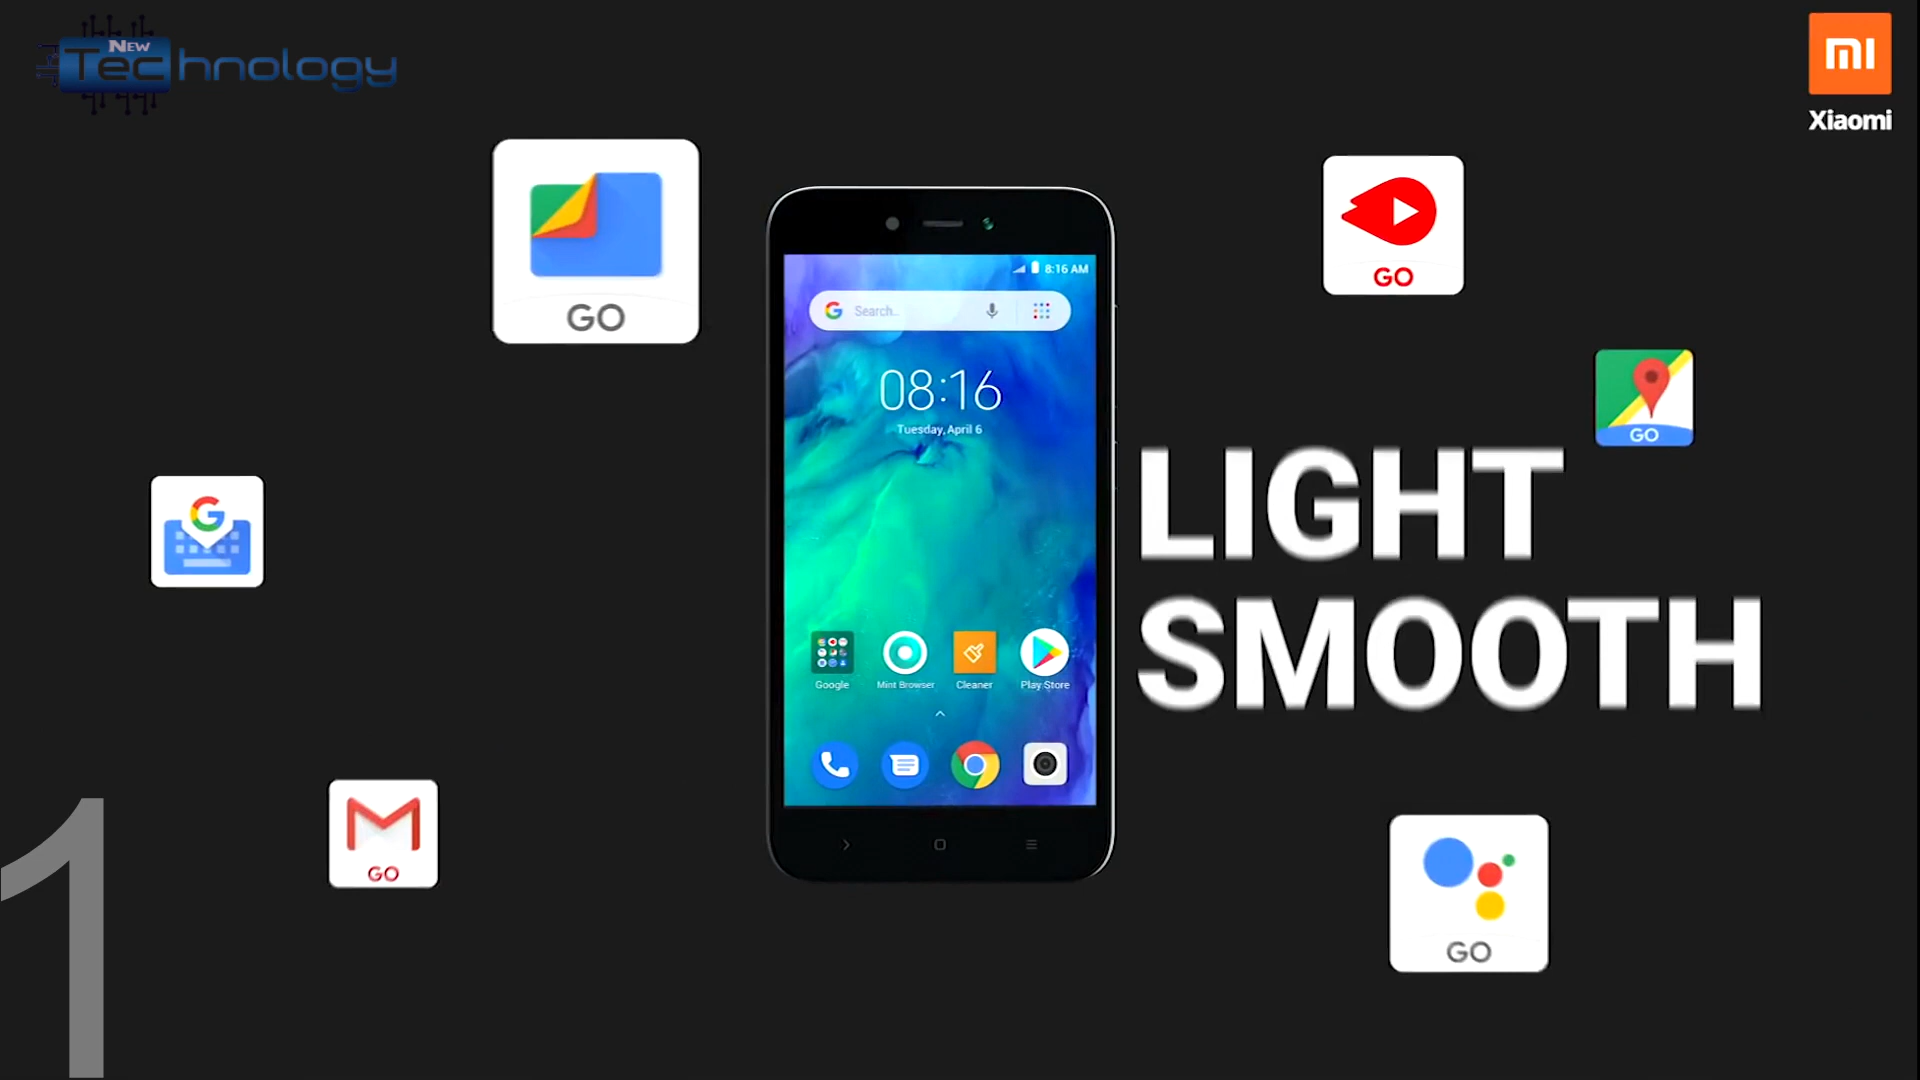 New
Technology
mi
Xiaomi
GO
GO
8:16 AM
Search..
08:16
Tuesday, April 6
GO
LIGHT
SMOOTH
G
Google
Mint Browser
Cleaner
Play Store
GO
GO
1